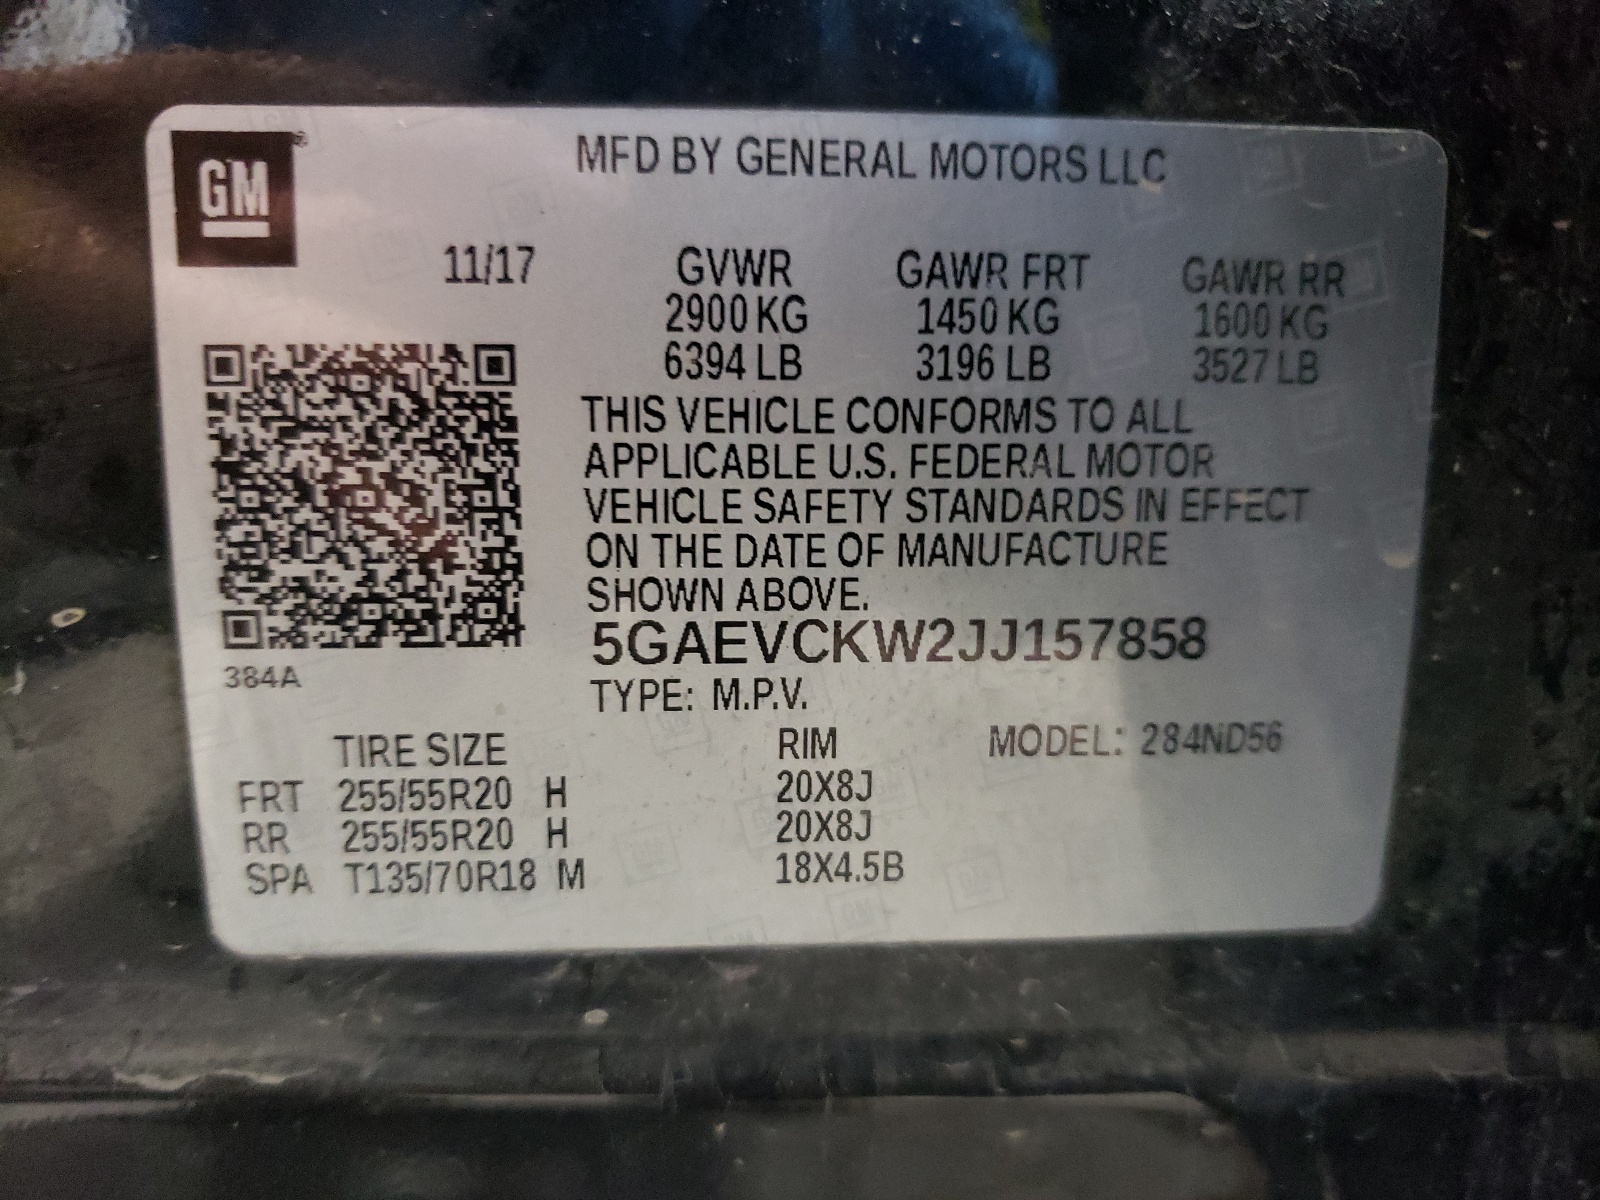 GM
MFD BY GENERAL MOTORS LLC
11/17 GVWR GAWR FRT GAWR RR
2900 KG 1450 KG 1600 KG
6394 LB 3196 LB 3527 LB
THIS VEHICLE CONFORMS TO ALL
APPLICABLE U.S. FEDERAL MOTOR
VEHICLE SAFETY STANDARDS IN EFFECT
ON THE DATE OF MANUFACTURE
SHOWN ABOVE.
5GAEVCKW2JJ157858
384A
TYPE: M.P.V.
TIRE SIZE RIM MODEL: 284ND56
FRT 255/55R20 H 20X8J
RR 255/55R20 H 20X8J
SPA T135/70R18 M 18X4.5B